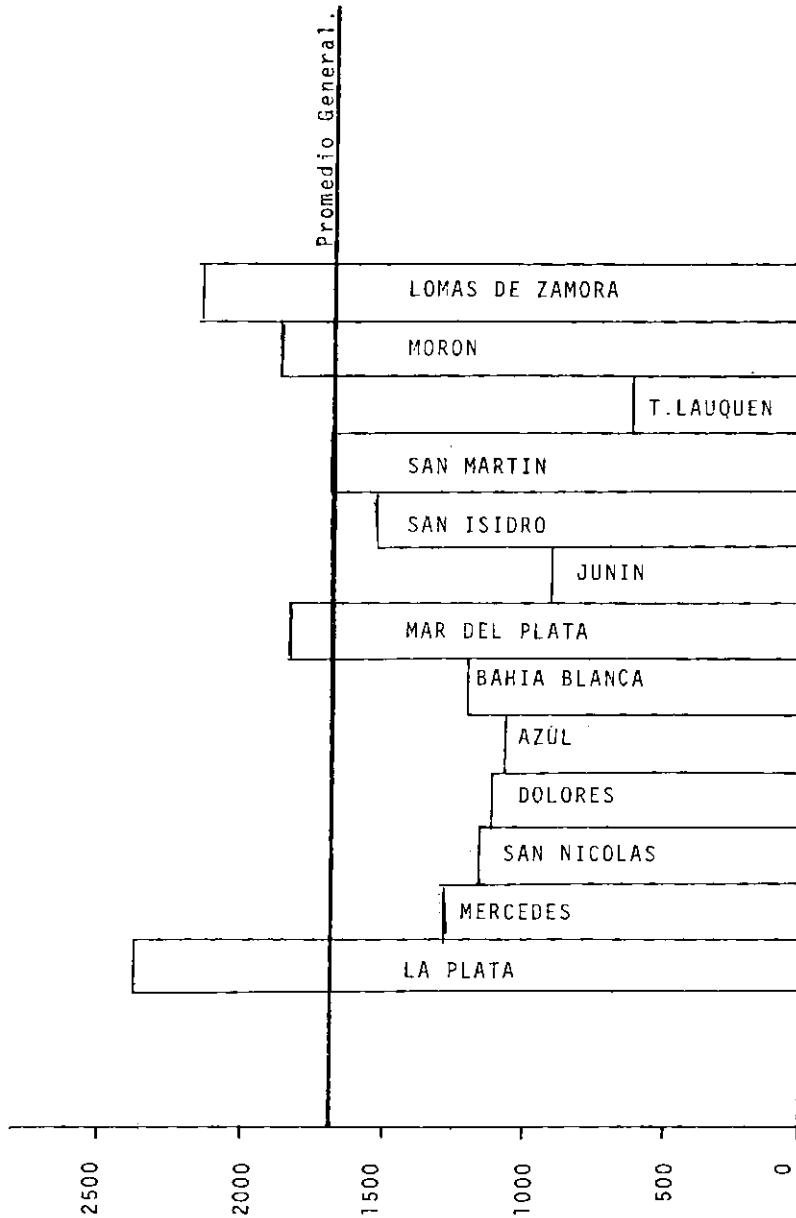 Promedio General.
LOMAS DE ZAMORA
MORON
T.LAUQUEN
SAN MARTIN
SAN ISIDRO
JUNIN
MAR DEL PLATA
BAHIA BLANCA
AZÚL
DOLORES
SAN NICOLAS
MERCEDES
LA PLATA
2500
2000
1500
1000
500
0